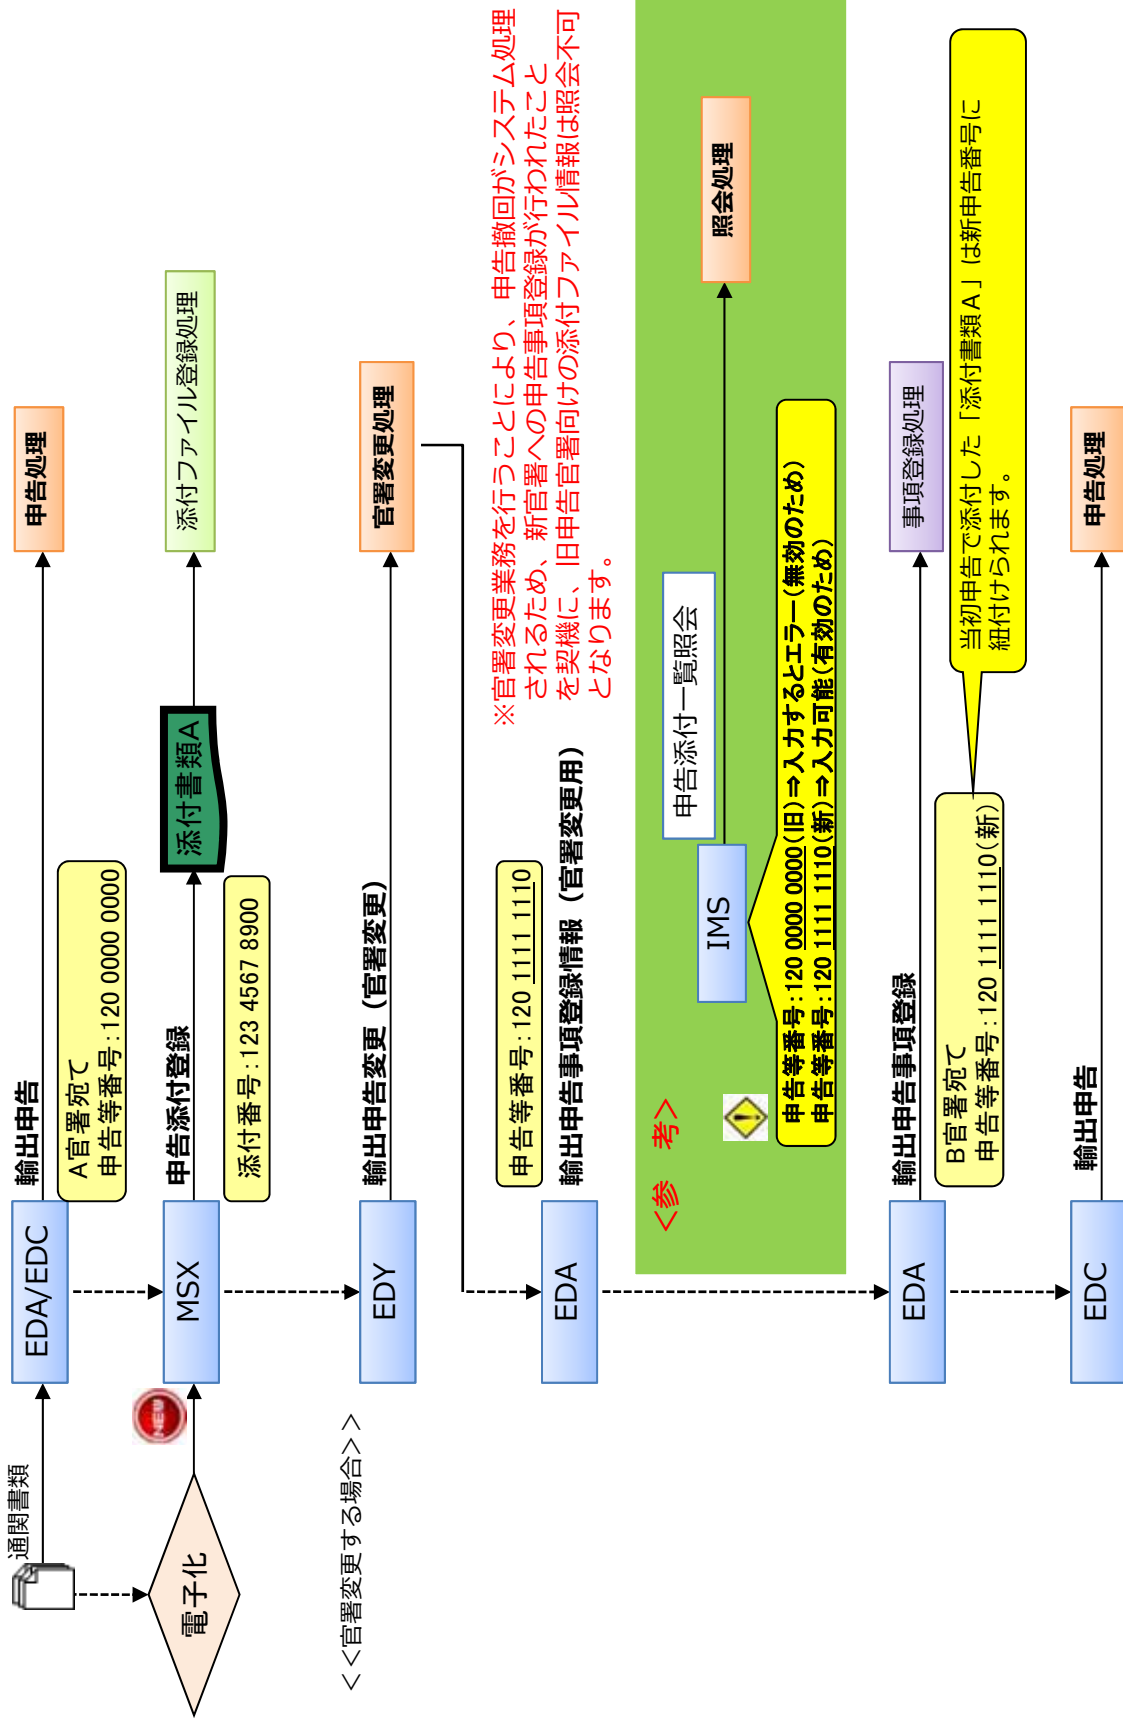 通関書類
EDA/EDC
輸出申告
申告処理
A官署宛て
申告等番号:120 0000 0000
電子化
NEW
MSX
申告添付登録
添付書類A
添付ファイル登録処理
添付番号:123 4567 8900
<<官署変更する場合>>
EDY
輸出申告変更（官署変更）
官署変更処理
※官署変更業務を行うことにより、申告撤回がシステム処理
されるため、新官署への申告事項登録が行われたこと
を契機に、旧申告官署向けの添付ファイル情報は照会不可
となります。
申告等番号:120 1111 1110
EDA
輸出申告事項登録情報（官署変更用）
<参　考>
IMS
申告添付一覧照会
照会処理
申告等番号:120 0000 0000(旧)⇒入力するとエラー(無効のため)
申告等番号:120 1111 1110(新)⇒入力可能(有効のため)
EDA
輸出申告事項登録
事項登録処理
B官署宛て
申告等番号:120 1111 1110(新)
当初申告で添付した「添付書類A」は新申告番号に
紐付けられます。
EDC
輸出申告
申告処理